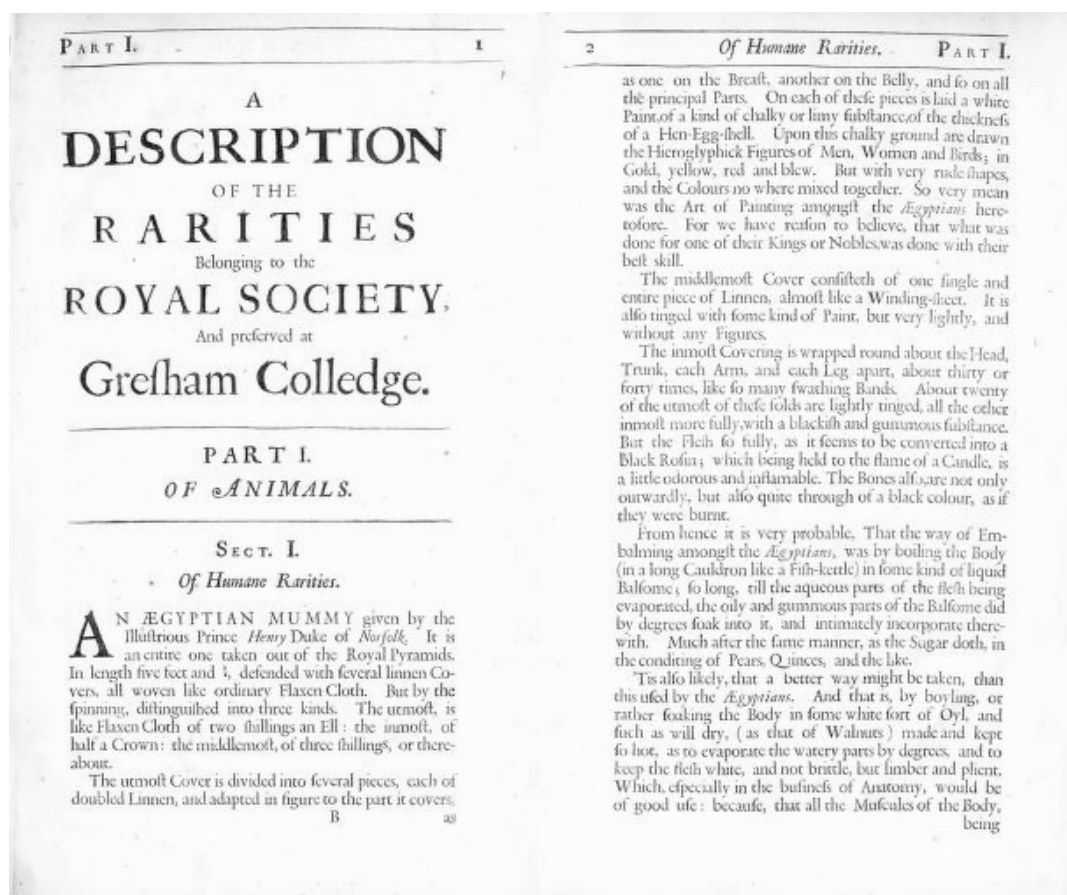 PART I.
1
A
DESCRIPTION
OF THE
RARITIES
Belonging to the
ROYAL SOCIETY,
And preſerved at
Greſham Colledge.
PART I.
OF ANIMALS.
SECT. I.
Of Humane Rarities.
AN ÆGYPTIAN MUMMY given by the
Illuſtrious Prince Henry Duke of Norfolk. It is
an entire one taken out of the Royal Pyramids.
In length five feet and, defended with ſeveral linnen Co-
vers, all woven like ordinary Flaxen Cloth. But by the
ſpinning, diſtinguiſhed into three kinds. The utmoſt, is
like Flaxen Cloth of two ſhillings an Ell: the inmoſt, of
half a Crown: the middlemoſt, of three ſhillings, or there-
about.
The utmoſt Cover is divided into ſeveral pieces, each of
doubled Linnen, and adapted in figure to the part it covers,
B as
2 Of Humane Rarities. PART I.
as one on the Breaſt, another on the Belly, and ſo on all
the principal Parts. On each of theſe pieces is laid a white
Paint, of a kind of chalky or limy ſubſtance, of the thickneſs
of a Hen-Egg-ſhell. Upon this chalky ground are drawn
the Hieroglyphick Figures of Men, Women and Birds; in
Gold, yellow, red and blew. But with very rude ſhapes,
and the Colours no where mixed together. So very mean
was the Art of Painting amongſt the Ægyptians here-
tofore. For we have reaſon to believe, that what was
done for one of their Kings or Nobles, was done with their
beſt skill.
The middlemoſt Cover conſiſteth of one ſingle and
entire piece of Linnen, almoſt like a Winding-ſheet. It is
alſo tinged with ſome kind of Paint, but very lightly, and
without any Figures.
The inmoſt Covering is wrapped round about the Head,
Trunk, each Arm, and each Leg apart, about thirty or
forty times, like ſo many ſwathing Bands. About twenty
of the utmoſt of theſe folds are lightly tinged, all the other
inmoſt more fully, with a blackiſh and gummous ſubſtance.
But the Fleſh ſo fully, as it ſeems to be converted into a
Black Roſin; which being held to the flame of a Candle, is
a little odorous and inflamable. The Bones alſo, are not only
outwardly, but alſo quite through of a black colour, as if
they were burnt.
From hence it is very probable, That the way of Em-
balming amongſt the Ægyptians, was by boiling the Body
(in a long Cauldron like a Fiſh-kettle) in ſome kind of liquid
Balſome; ſo long, till the aqueous parts of the fleſh being
evaporated, the oily and gummous parts of the Balſome did
by degrees ſoak into it, and intimately incorporate there-
with. Much after the ſame manner, as the Sugar doth, in
the conditing of Pears, Quinces, and the like.
'Tis alſo likely, that a better way might be taken, than
this uſed by the Ægyptians. And that is, by boyling, or
rather ſoaking the Body in ſome white ſort of Oyl, and
ſuch as will dry, (as that of Walnuts) made and kept
ſo hot, as to evaporate the watery parts by degrees, and to
keep the fleſh white, and not brittle, but limber and plient.
Which, eſpecially in the buſineſs of Anatomy, would be
of good uſe: becauſe, that all the Muſcules of the Body,
being